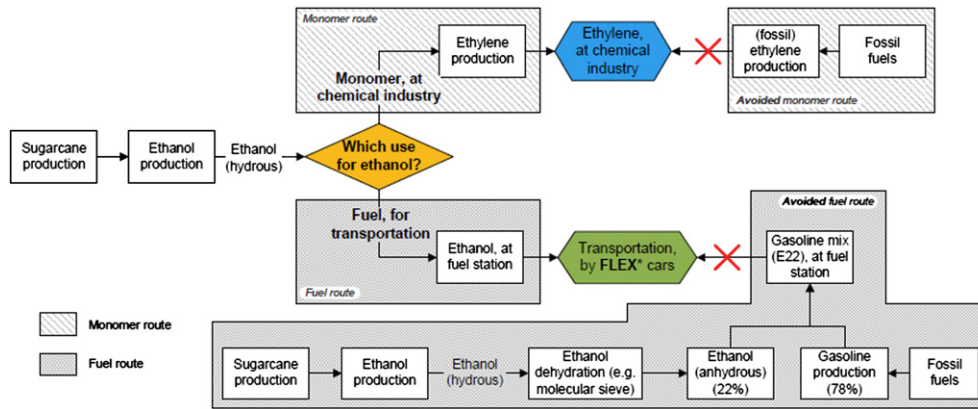 Monomer route
Ethylene
production
Monomer, at
chemical industry
Ethylene,
at chemical
industry
(fossil)
ethylene
production
Fossil
fuels
Avoided monomer route
Sugarcane
production
Ethanol
production
Ethanol
(hydrous)
Which use
for ethanol?
Fuel, for
transportation
Ethanol, at
fuel station
Fuel route
Transportation,
by FLEX* cars
Avoided fuel route
Gasoline mix
(E22), at fuel
station
Monomer route
Fuel route
Sugarcane
production
Ethanol
production
Ethanol
(hydrous)
Ethanol
dehydration (e.g.
molecular sieve)
Ethanol
(anhydrous)
(22%)
Gasoline
production
(78%)
Fossil
fuels